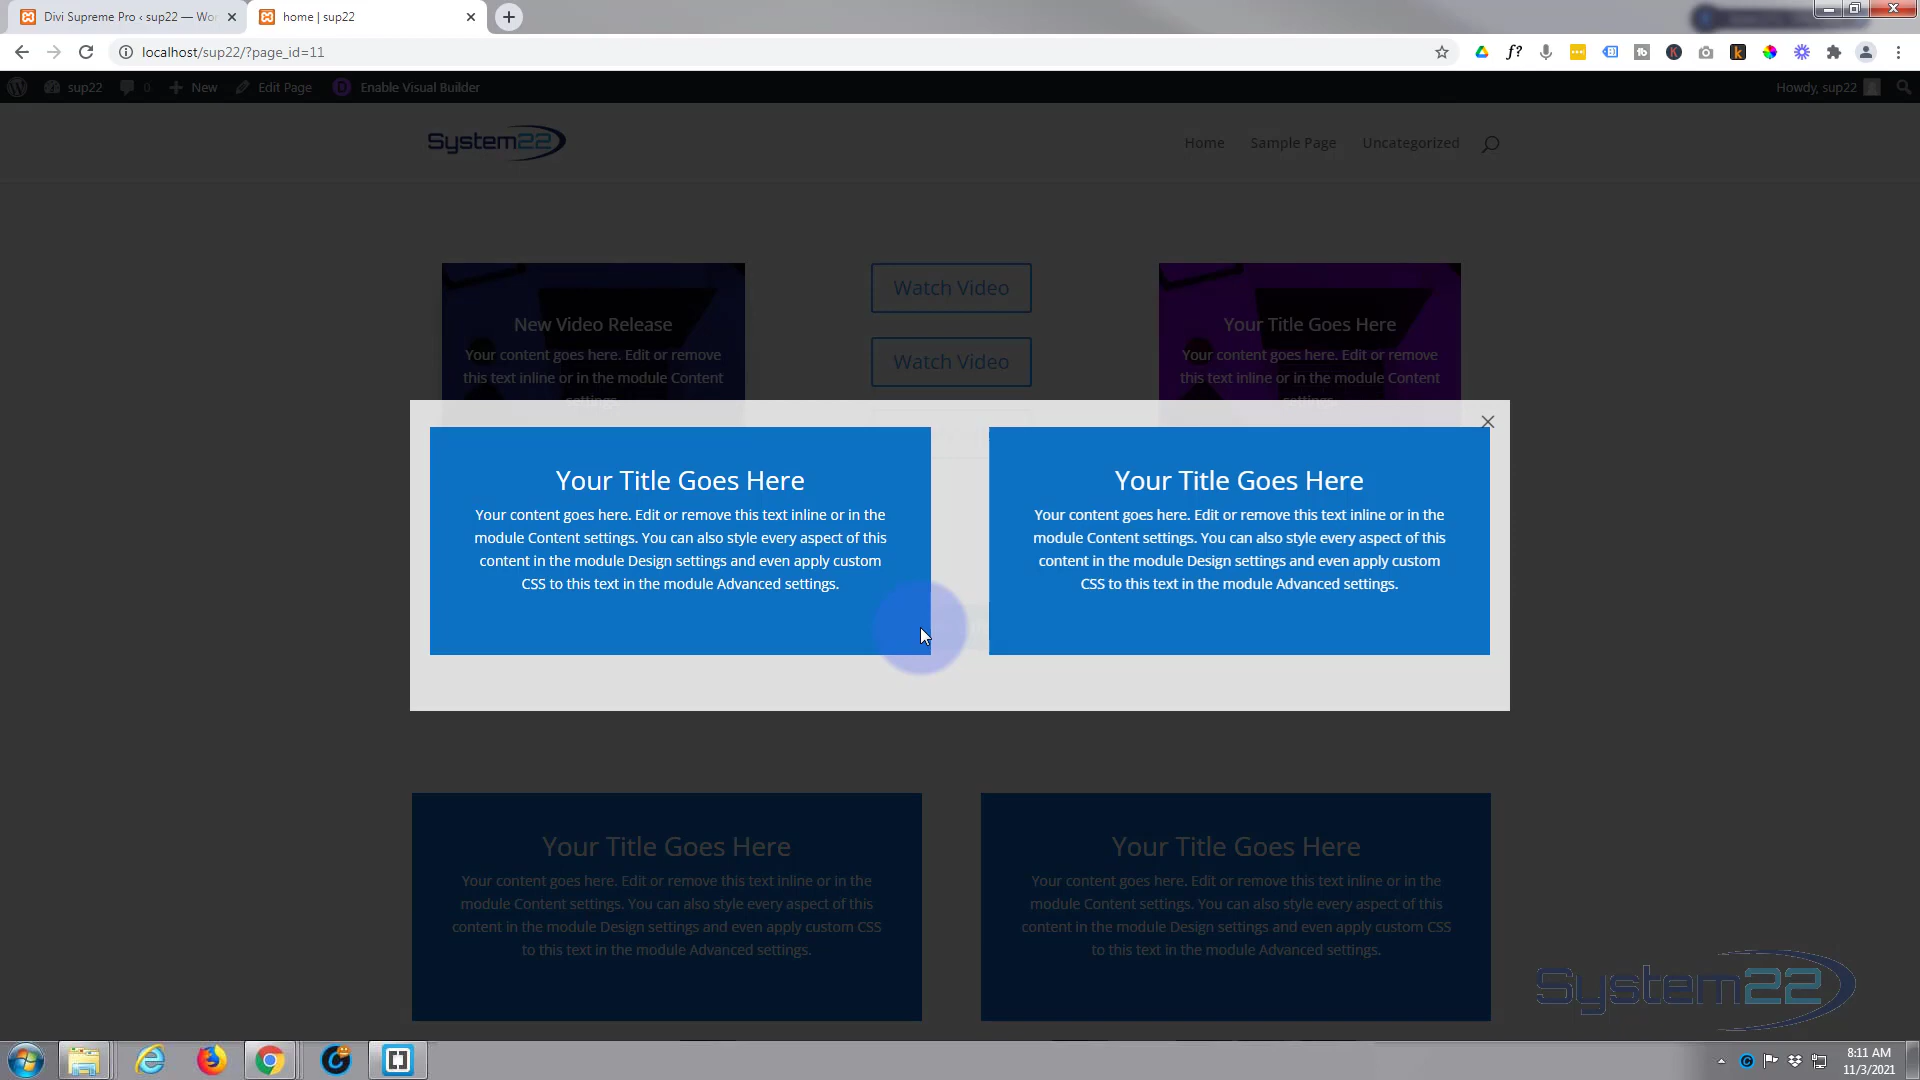 Divi Supreme Pro ‹ sup22 — Wor
home | sup22
localhost/sup22/?page_id=11
sup22
0
New
Edit Page
Enable Visual Builder
Howdy, sup22
System22
Home
Sample Page
Uncategorized
New Video Release
Your content goes here. Edit or remove
this text inline or in the module Content
settings.
Watch Video
Watch Video
Your Title Goes Here
Your content goes here. Edit or remove
this text inline or in the module Content
settings.
Your Title Goes Here
Your content goes here. Edit or remove this text inline or in the
module Content settings. You can also style every aspect of this
content in the module Design settings and even apply custom
CSS to this text in the module Advanced settings.
Your Title Goes Here
Your content goes here. Edit or remove this text inline or in the
module Content settings. You can also style every aspect of this
content in the module Design settings and even apply custom
CSS to this text in the module Advanced settings.
Your Title Goes Here
Your content goes here. Edit or remove this text inline or in the
module Content settings. You can also style every aspect of this
content in the module Design settings and even apply custom CSS
to this text in the module Advanced settings.
Your Title Goes Here
Your content goes here. Edit or remove this text inline or in the
module Content settings. You can also style every aspect of this
content in the module Design settings and even apply custom CSS
to this text in the module Advanced settings.
System22
8:11 AM
11/3/2021